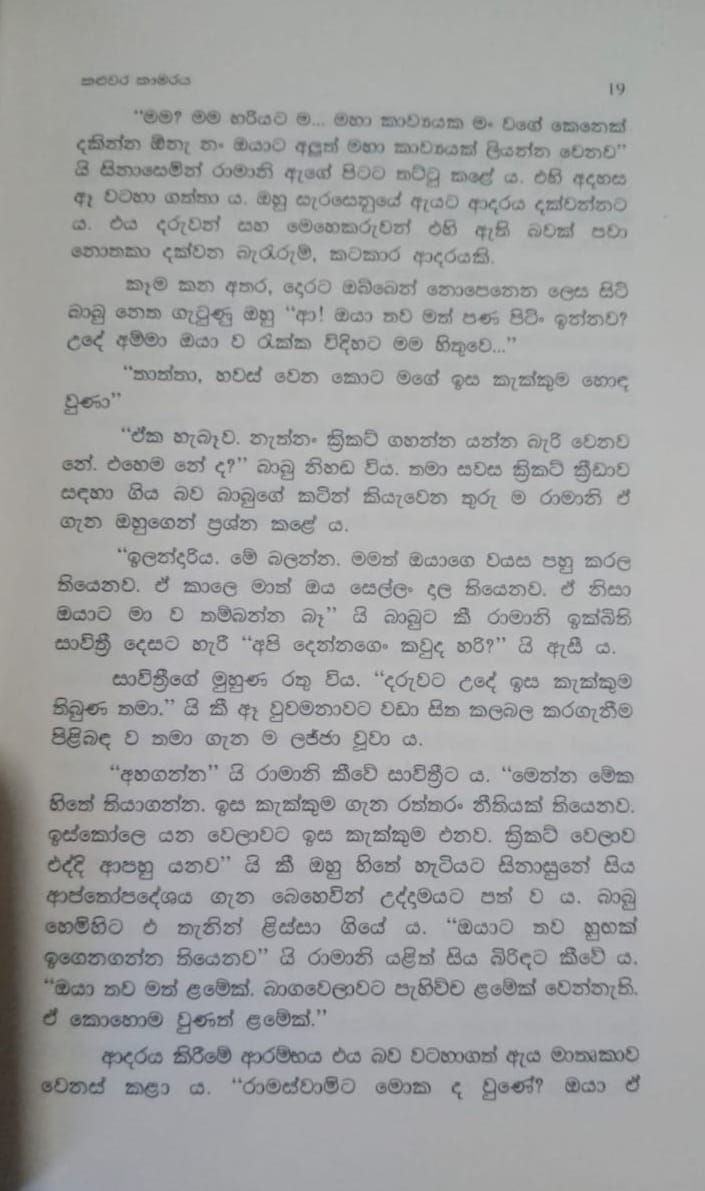 කළුවර කාමරය
19
“මම? මම හරියට ම... මහා කාව්‍යයක මං වගේ කෙනෙක්
දකින්න ඕනැ නං ඔයාට අලුත් මහා කාව්‍යයක් ලියන්න වෙනව”
යි සිනාසෙමින් රාමානි ඇගේ පිටට තට්ටු කළේ ය. එහි අදහස
ඈ වටහා ගත්තා ය. ඔහු සැරසෙනුයේ ඇයට ආදරය දක්වන්නට
ය. එය දරුවන් සහ මෙහෙකරුවන් එහි ඇති බවක් පවා
නොතකා දක්වන බැරෑරුම්, කටකාර ආදරයකි.
කෑම කන අතර, දොරට ඔබ්බෙන් නොපෙනෙන ලෙස සිටි
බාබු නෙත ගැටුණු ඔහු “ආ! ඔයා තව මත් පණ පිටිං ඉන්නව?
උදේ අම්මා ඔයා ව රැක්ක විදිහට මම හිතුවෙ...”
“තාත්තා, හවස් වෙන කොට මගේ ඉස කැක්කුම හොඳ
වුණා”
“ඒක හැබෑව. නැත්නං ක්‍රිකට් ගහන්න යන්න බැරි වෙනව
නේ. එහෙම නේ ද?” බාබු නිහඬ විය. තමා සවස ක්‍රිකට් ක්‍රීඩාව
සඳහා ගිය බව බාබුගේ කටින් කියැවෙන තුරු ම රාමානි ඒ
ගැන ඔහුගෙන් ප්‍රශ්න කළේ ය.
“ඉලන්දාරිය. මේ බලන්න. මමත් ඔයාගෙ වයස පහු කරල
තියෙනව. ඒ කාලෙ මාත් ඔය සෙල්ලං දාල තියෙනව. ඒ නිසා
ඔයාට මා ව තම්බන්න බෑ” යි බාබුට කී රාමානි ඉක්බිති
සාවිත්‍රී දෙසට හැරී “අපි දෙන්නගෙං කවුද හරි?” යි ඇසී ය.
සාවිත්‍රීගේ මුහුණ රතු විය. “දරුවට උදේ ඉස කැක්කුම
තිබුණ තමා.” යි කී ඈ වුවමනාවට වඩා සිත කලබල කරගැනීම
පිළිබඳ ව තමා ගැන ම ලජ්ජා වූවා ය.
“අහගන්න” යි රාමානි කීවේ සාවිත්‍රීට ය. “මෙන්න මේක
හිතේ තියාගන්න. ඉස කැක්කුම ගැන රත්තරං නීතියක් තියෙනව.
ඉස්කෝලෙ යන වෙලාවට ඉස කැක්කුම එනව. ක්‍රිකට් වෙලාව
එද්දි ආපහු යනව” යි කී ඔහු හිතේ හැටියට සිනාසුනේ සිය
ආප්තෝපදේශය ගැන බෙහෙවින් උද්දාමයට පත් ව ය. බාබු
හෙමිහිට එ තැනින් ළිස්සා ගියේ ය. “ඔයාට තව හුඟක්
ඉගෙනගන්න තියෙනව” යි රාමානි යළිත් සිය බිරිඳට කීවේ ය.
“ඔයා තව මත් ළමේක්. බාගවෙලාවට පැහිච්ච ළමේක් වෙන්නැති.
ඒ කොහොම වුණත් ළමේක්.”
ආදරය කිරීමේ ආරම්භය එය බව වටහාගත් ඇය මාතෘකාව
වෙනස් කළා ය. “රාමස්වාමිට මොක ද වුණේ? ඔයා ඒ